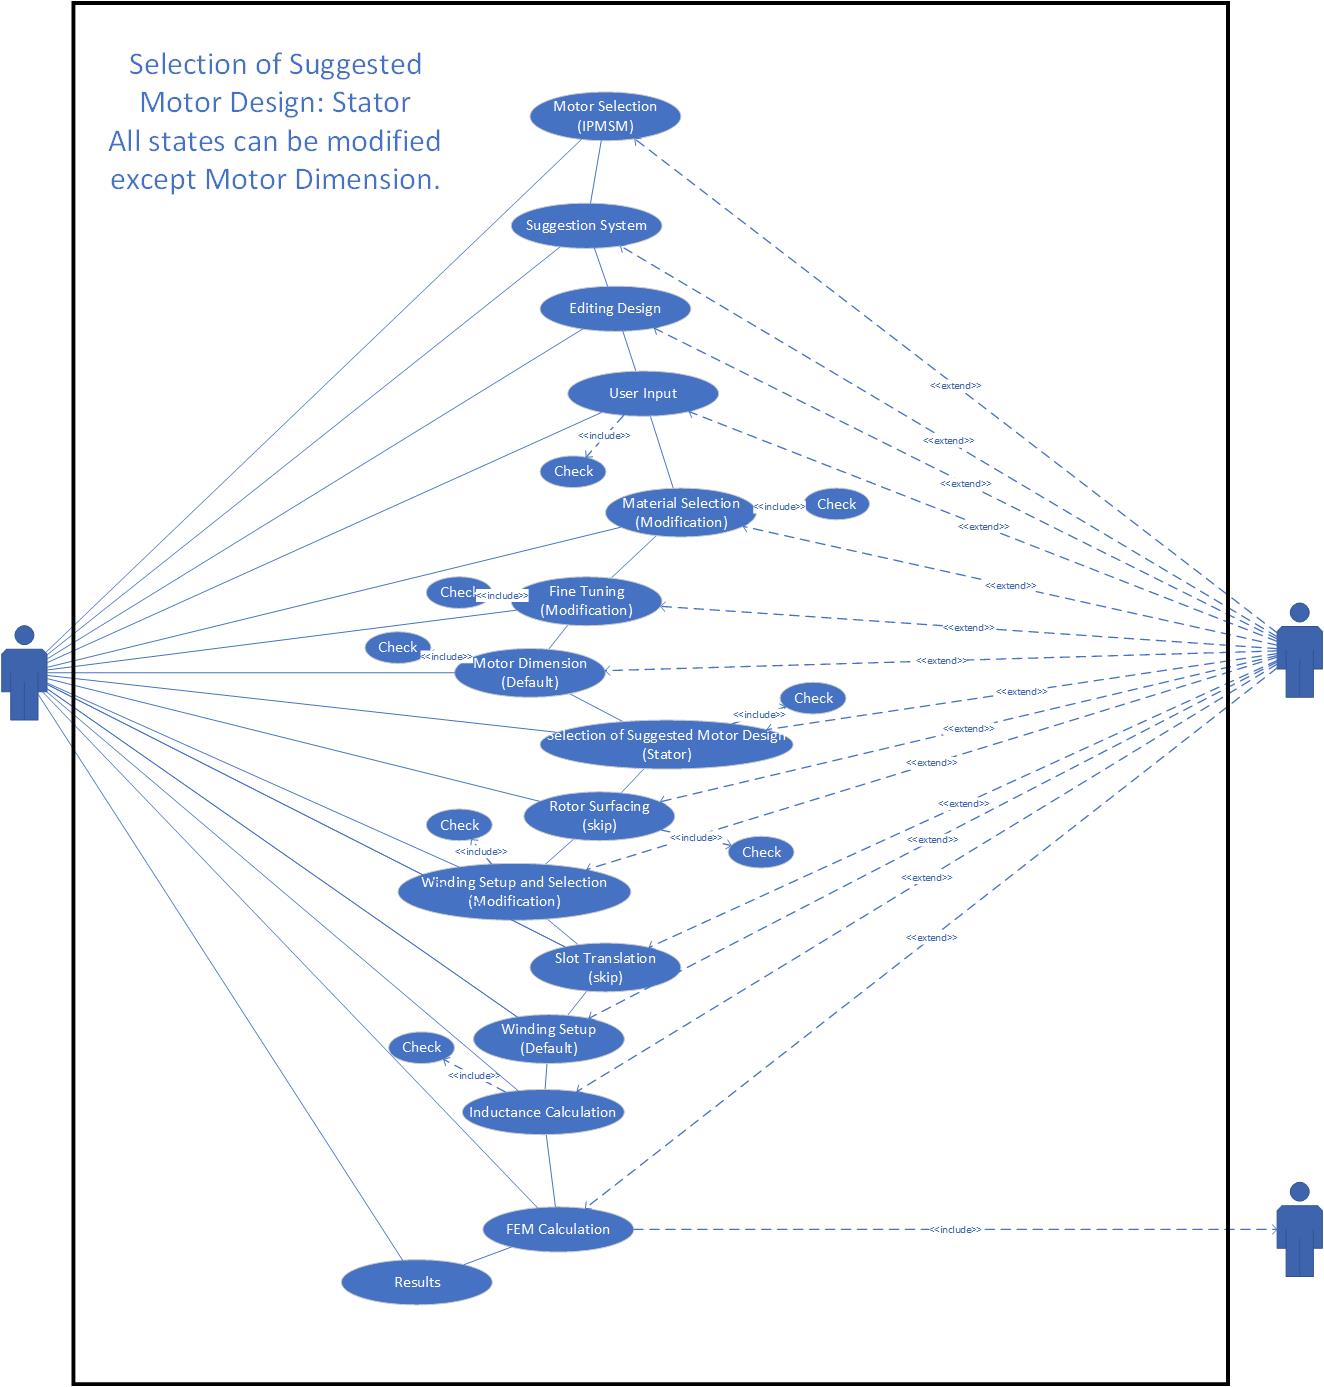 Selection of Suggested
Motor Design: Stator
All states can be modified
except Motor Dimension.
Motor Selection
(IPMSM)
Suggestion System
Editing Design
<<extend>>
User Input
<<include>>
<<extend>>
Check
<<extend>>
Material Selection
(Modification)
<<include>>
Check
<<extend>>
<<extend>>
Check
<<include>>
Fine Tuning
(Modification)
<<extend>>
Check
<<include>>
Motor Dimension
(Default)
<<extend>>
<<extend>>
Check
<<include>>
Selection of Suggested Motor Design
(Stator)
<<extend>>
<<extend>>
Rotor Surfacing
(skip)
<<extend>>
Check
<<include>>
<<extend>>
<<include>>
Check
Winding Setup and Selection
(Modification)
<<extend>>
<<extend>>
Slot Translation
(skip)
Winding Setup
(Default)
Check
<<include>>
Inductance Calculation
FEM Calculation
<<include>>
Results